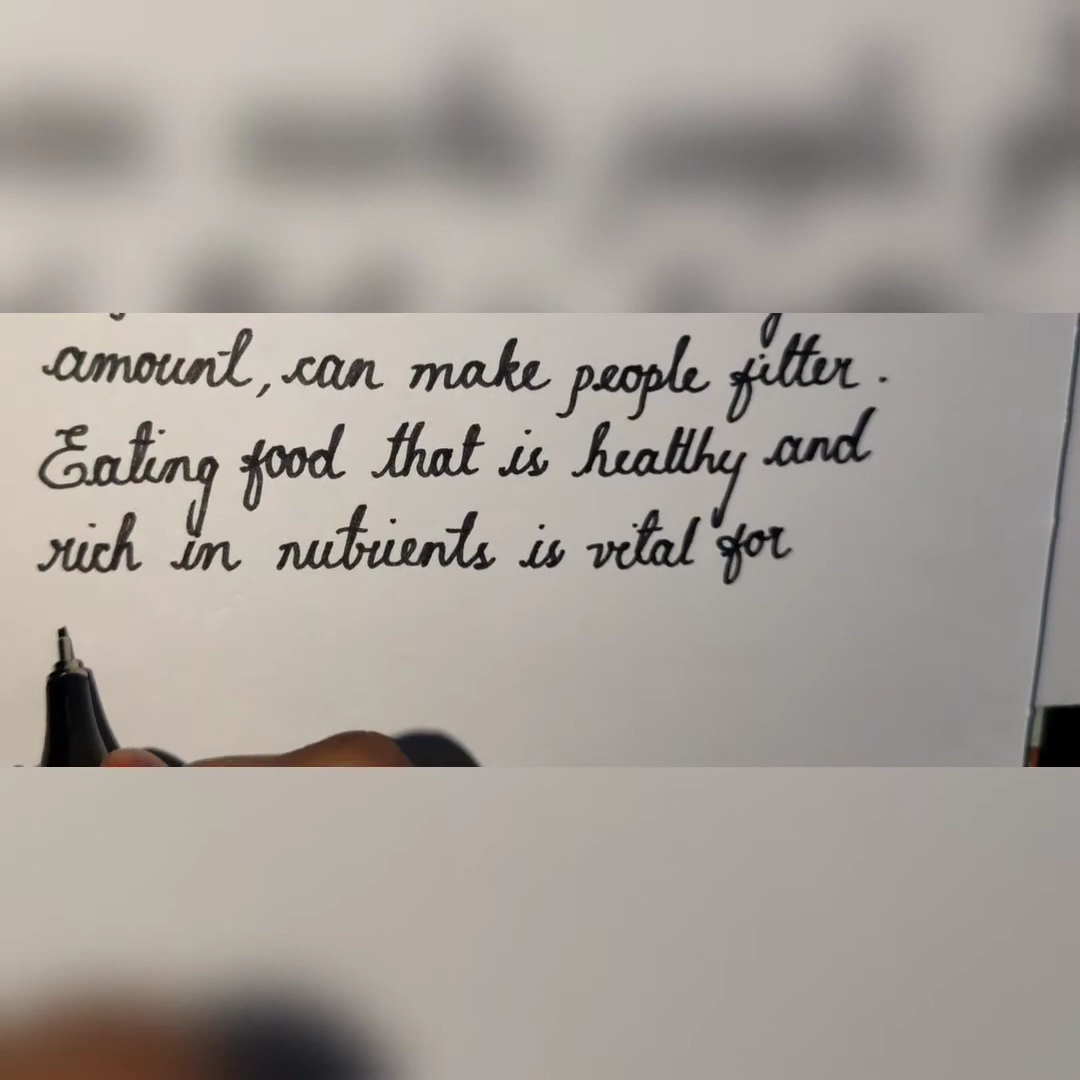 amount, can make people fitter.
Eating food that is healthy and
rich in nutrients is vital for